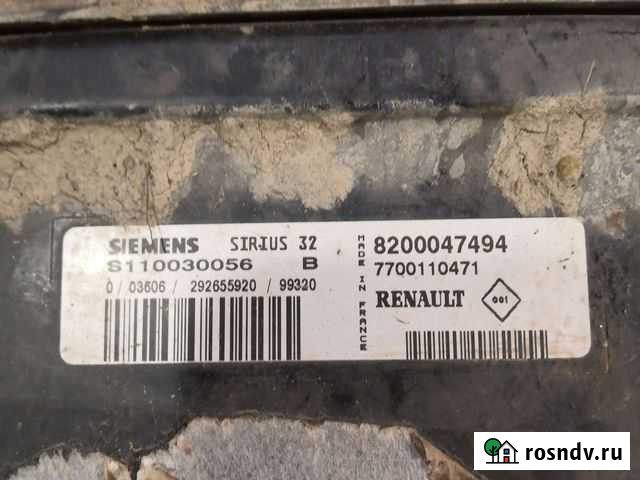 SIEMENS SIRIUS 32
S110030056 B
0 / 03606 / 292655920 / 99320
MADE IN FRANCE
8200047494
7700110471
RENAULT 001
rosndv.ru